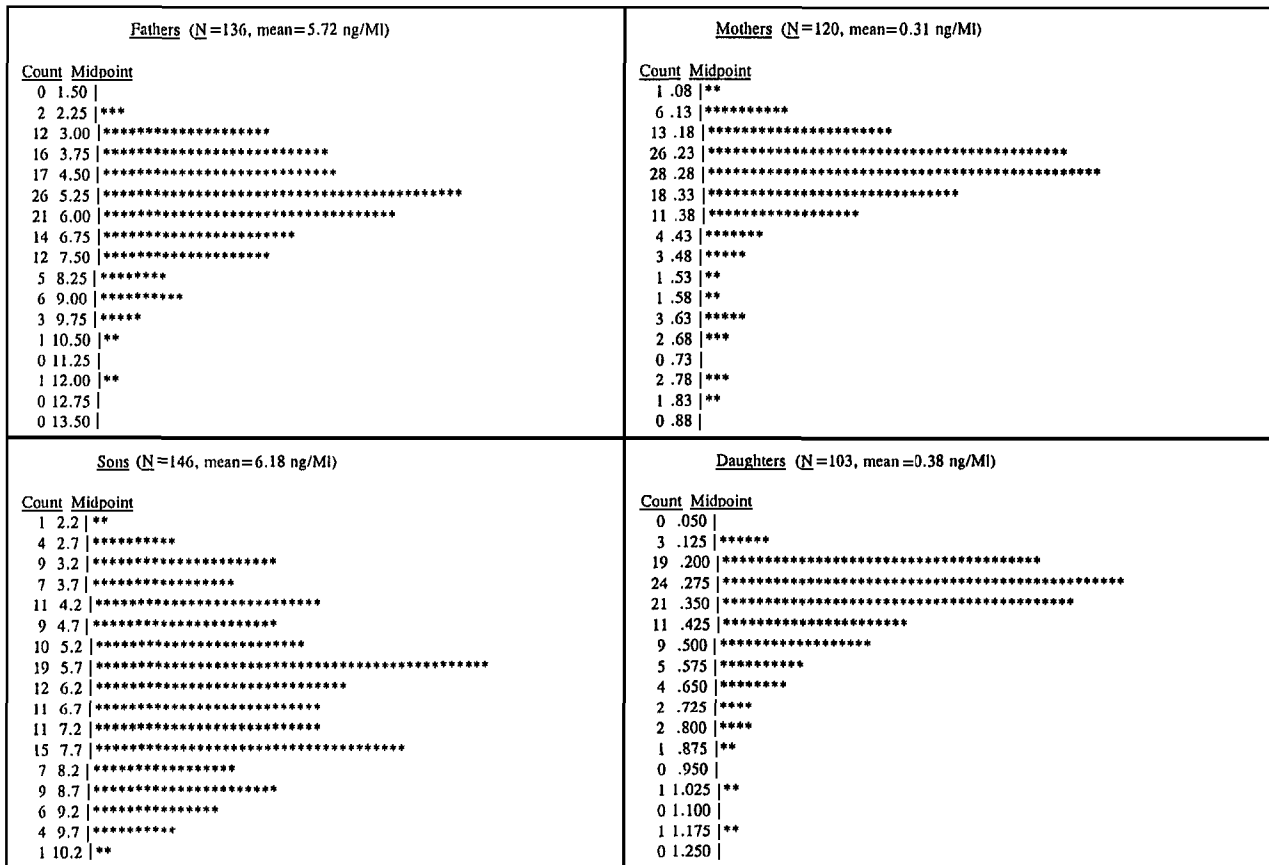 Fathers (N=136, mean=5.72 ng/Ml)
Count Midpoint
0 1.50 |
2 2.25 |***
12 3.00 |********************
16 3.75 |***************************
17 4.50 |****************************
26 5.25 |*******************************************
21 6.00 |***********************************
14 6.75 |***********************
12 7.50 |********************
5 8.25 |********
6 9.00 |**********
3 9.75 |*****
1 10.50 |**
0 11.25 |
1 12.00 |**
0 12.75 |
0 13.50 |
Mothers (N=120, mean=0.31 ng/Ml)
Count Midpoint
1 .08 |**
6 .13 |**********
13 .18 |**********************
26 .23 |*******************************************
28 .28 |***********************************************
18 .33 |******************************
11 .38 |******************
4 .43 |*******
3 .48 |*****
1 .53 |**
1 .58 |**
3 .63 |*****
2 .68 |***
0 .73 |
2 .78 |***
1 .83 |**
0 .88 |
Sons (N=146, mean=6.18 ng/Ml)
Count Midpoint
1 2.2 |**
4 2.7 |**********
9 3.2 |**********************
7 3.7 |*****************
11 4.2 |***************************
9 4.7 |**********************
10 5.2 |*************************
19 5.7 |***********************************************
12 6.2 |******************************
11 6.7 |***************************
11 7.2 |***************************
15 7.7 |*************************************
7 8.2 |*****************
9 8.7 |**********************
6 9.2 |***************
4 9.7 |**********
1 10.2 |**
Daughters (N=103, mean=0.38 ng/Ml)
Count Midpoint
0 .050 |
3 .125 |******
19 .200 |**************************************
24 .275 |************************************************
21 .350 |******************************************
11 .425 |**********************
9 .500 |******************
5 .575 |**********
4 .650 |********
2 .725 |****
2 .800 |****
1 .875 |**
0 .950 |
1 1.025 |**
0 1.100 |
1 1.175 |**
0 1.250 |